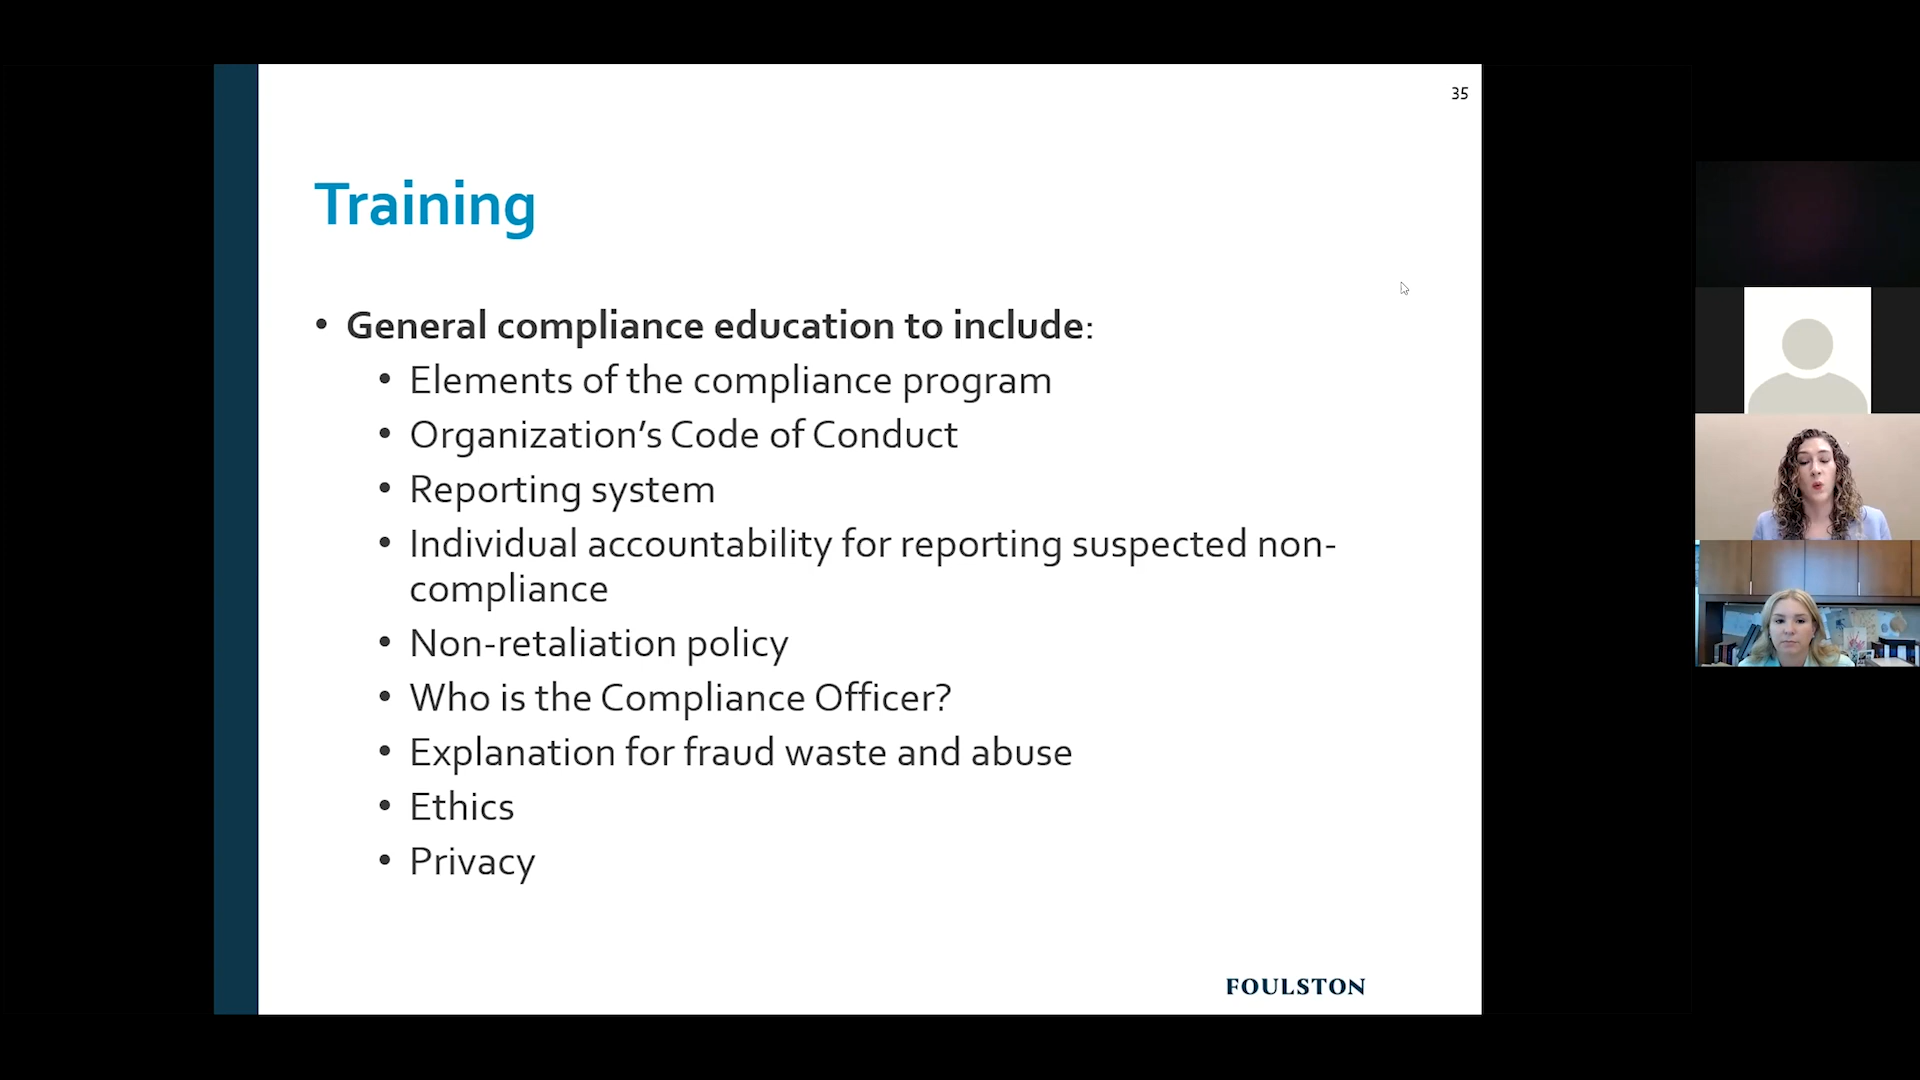 35
Training
• General compliance education to include:
• Elements of the compliance program
• Organization’s Code of Conduct
• Reporting system
• Individual accountability for reporting suspected non-
compliance
• Non-retaliation policy
• Who is the Compliance Officer?
• Explanation for fraud waste and abuse
• Ethics
• Privacy
FOULSTON